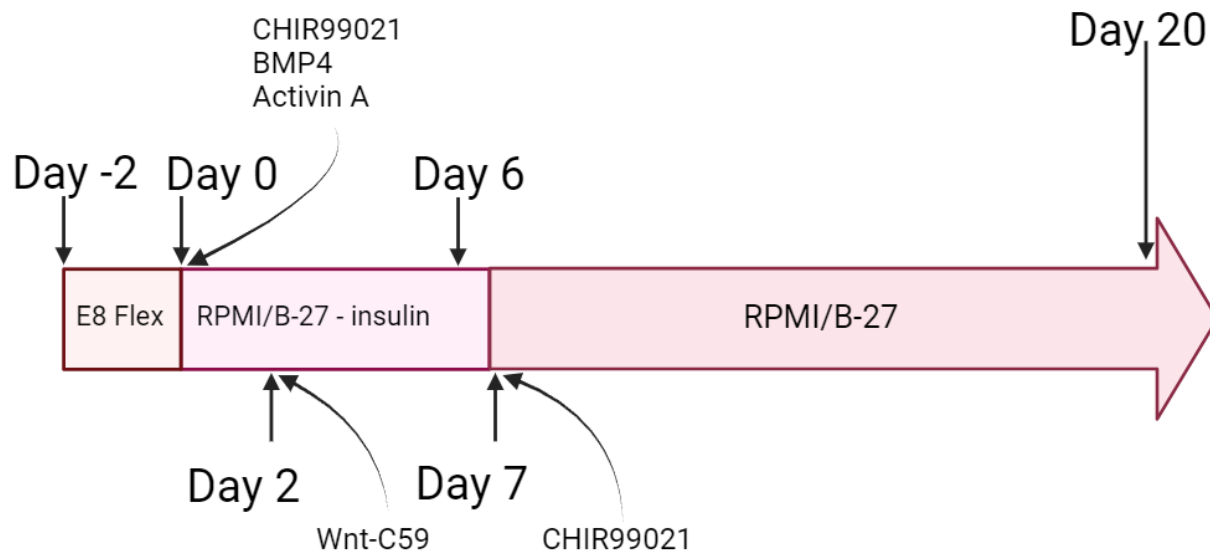 CHIR99021
BMP4
Activin A
Day 20
Day -2
Day 0
Day 6
E8 Flex
RPMI/B-27 - insulin
RPMI/B-27
Day 2
Day 7
Wnt-C59
CHIR99021